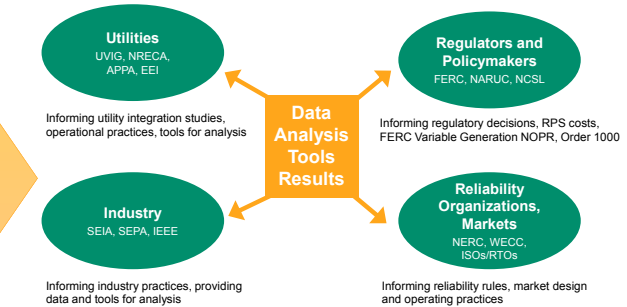 Utilities
UVIG, NRECA,
APPA, EEI
Informing utility integration studies,
operational practices, tools for analysis
Regulators and
Policymakers
FERC, NARUC, NCSL
Informing regulatory decisions, RPS costs,
FERC Variable Generation NOPR, Order 1000
Data
Analysis
Tools
Results
Industry
SEIA, SEPA, IEEE
Informing industry practices, providing
data and tools for analysis
Reliability
Organizations,
Markets
NERC, WECC,
ISOs/RTOs
Informing reliability rules, market design
and operating practices